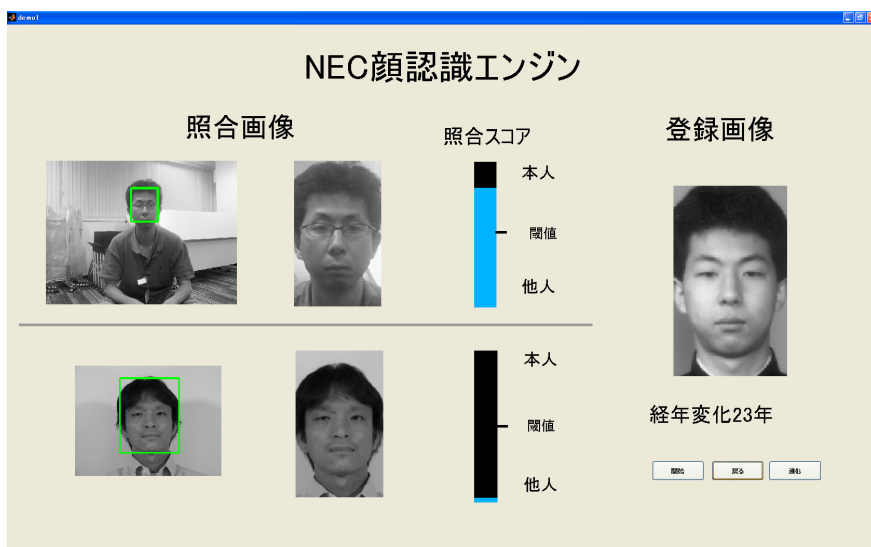 demo1
NEC顔認識エンジン
照合画像
照合スコア
登録画像
本人
閾値
他人
本人
閾値
他人
経年変化23年
開始
戻る
進む